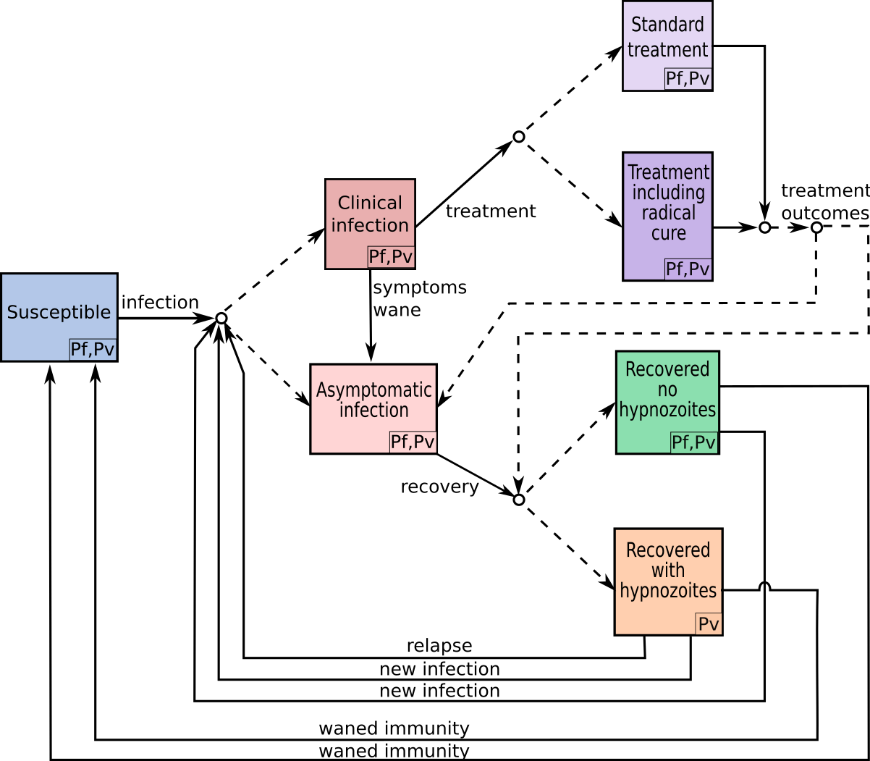 Standard
treatment
Pf,Pv
Treatment
including
radical
cure
Pf,Pv
treatment
outcomes
Clinical
infection
Pf,Pv
treatment
symptoms
wane
Susceptible
Pf,Pv
infection
Asymptomatic
infection
Pf,Pv
recovery
Recovered
no
hypnozoites
Pf,Pv
Recovered
with
hypnozoites
Pv
relapse
new infection
new infection
waned immunity
waned immunity